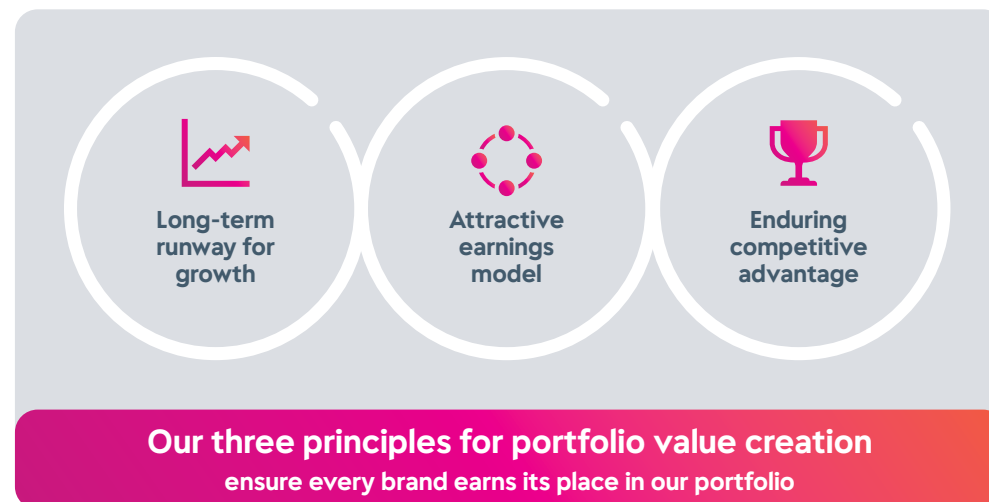 Long-term
runway for
growth
Attractive
earnings
model
Enduring
competitive
advantage
Our three principles for portfolio value creation
ensure every brand earns its place in our portfolio